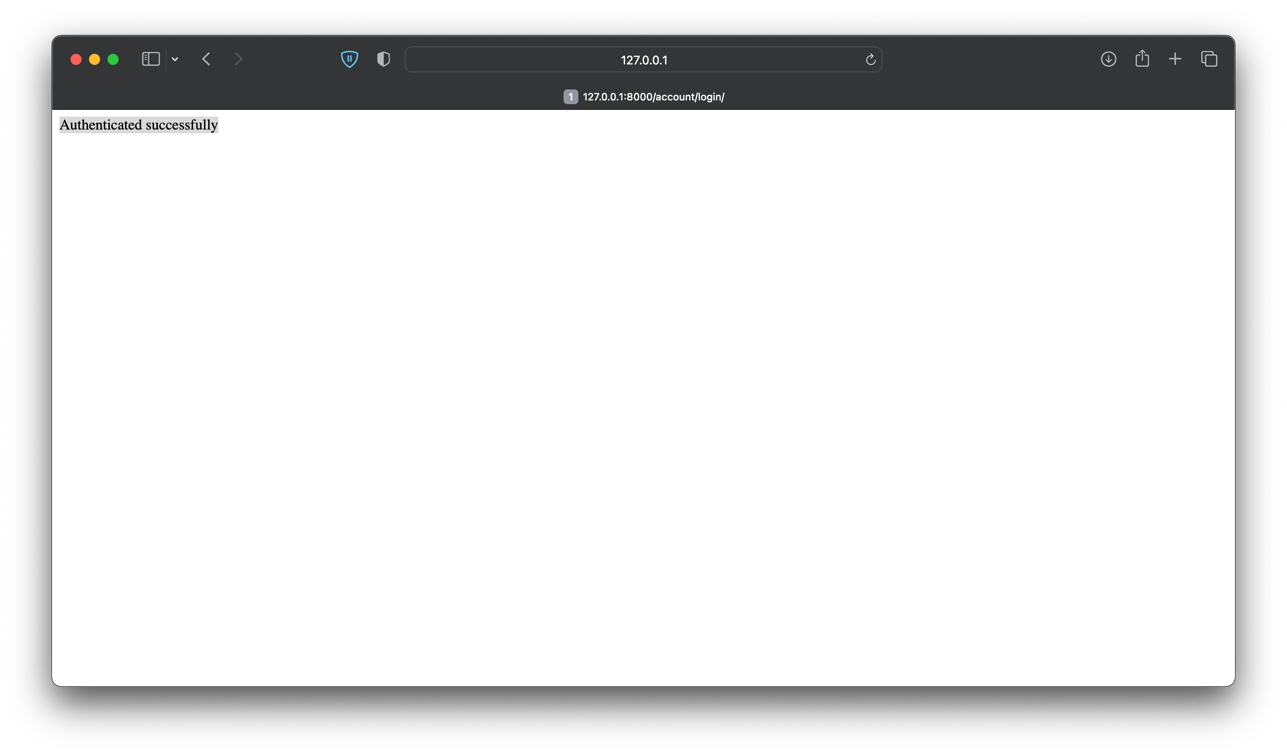 127.0.0.1
1 127.0.0.1:8000/account/login/
Authenticated successfully